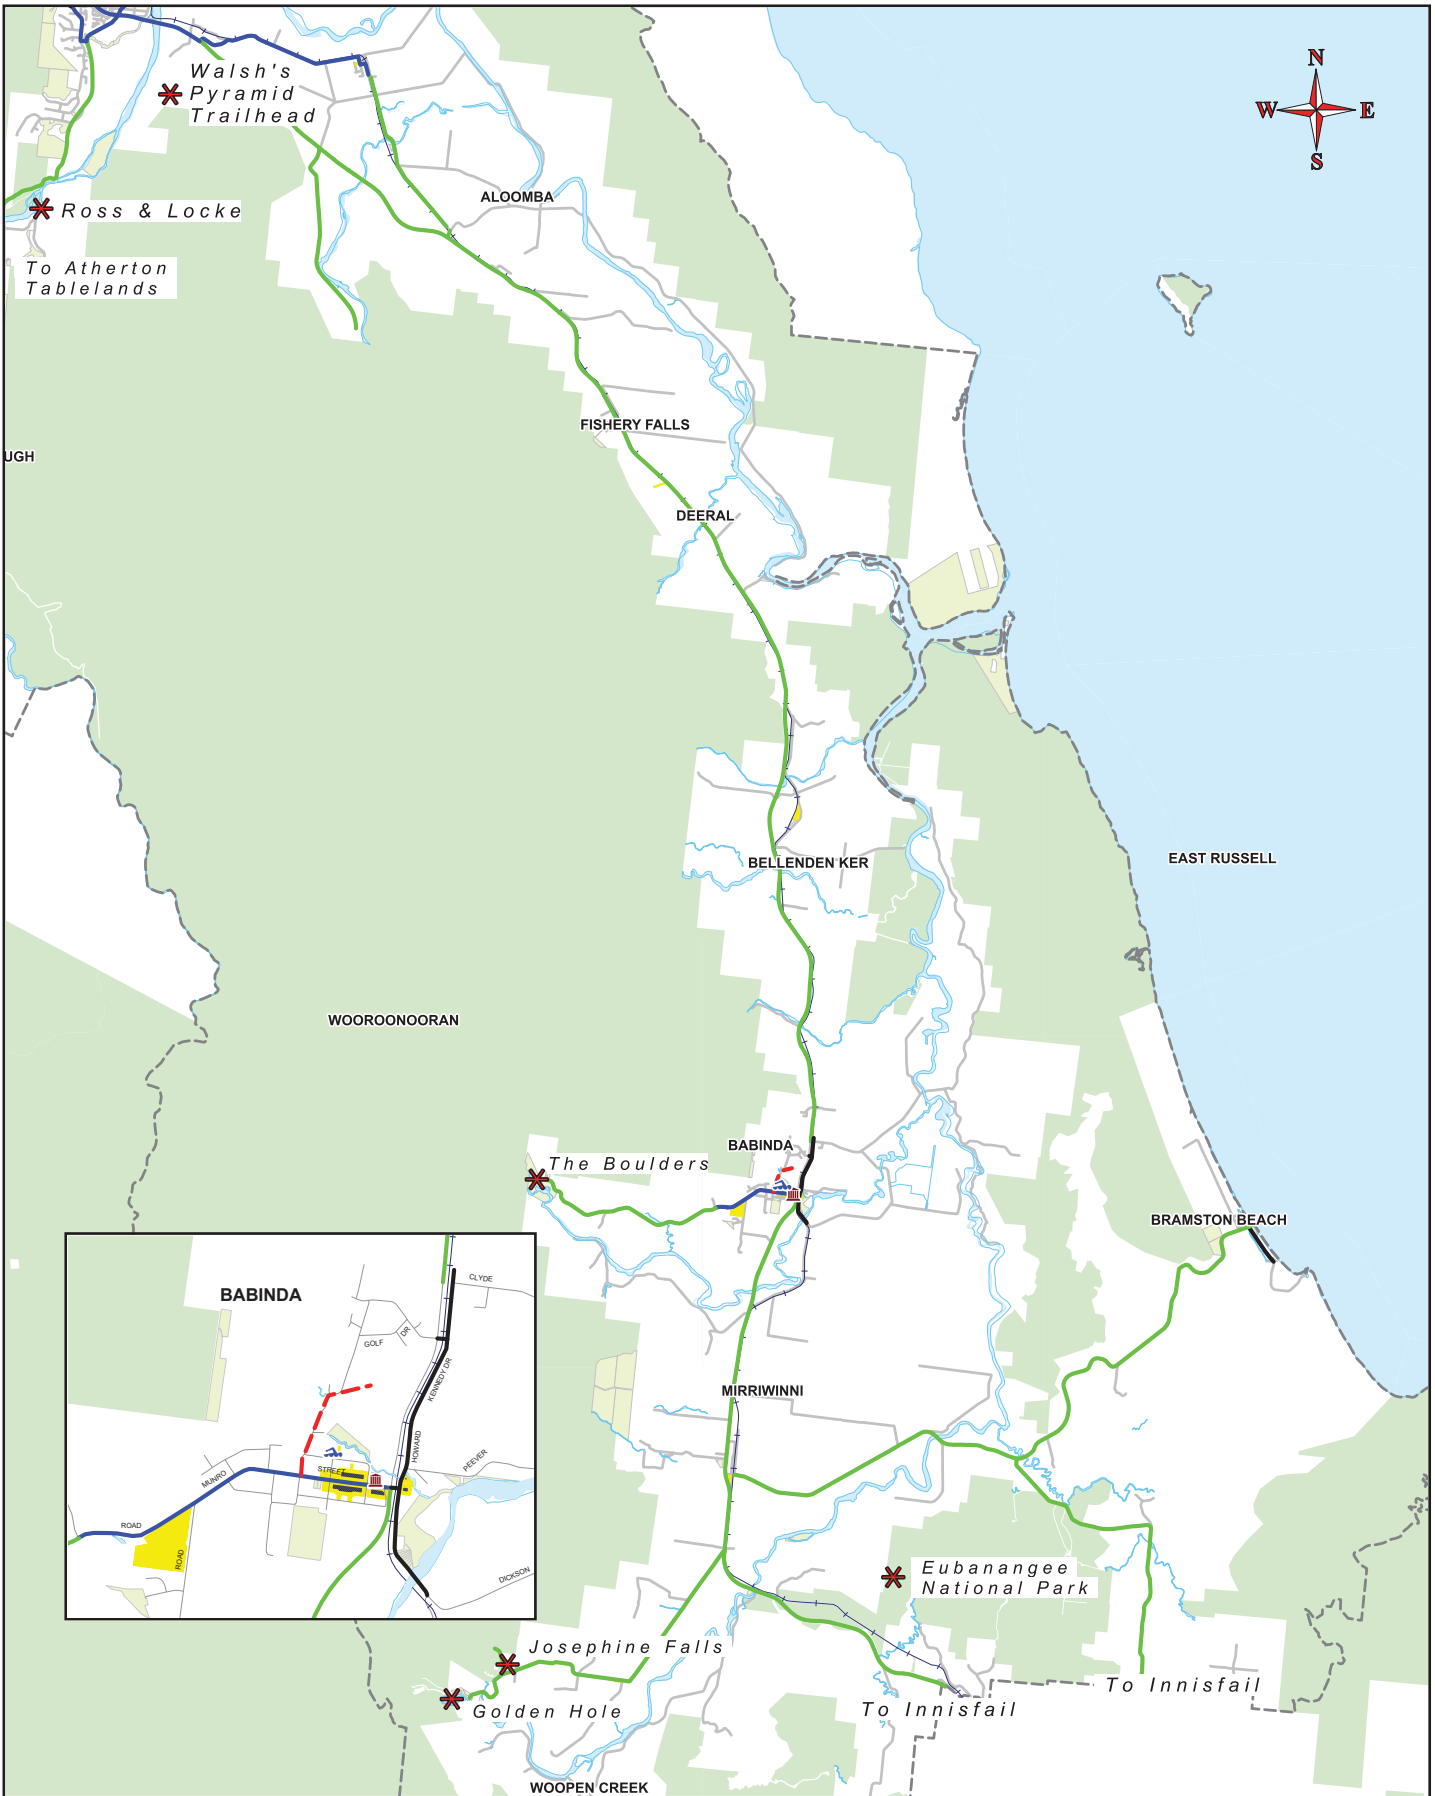 N
W
E
S
Walsh's
Pyramid
Trailhead
ALOOMBA
Ross & Locke
To Atherton
Tablelands
FISHERY FALLS
UGH
DEERAL
BELLENDEN KER
EAST RUSSELL
WOOROONOORAN
BABINDA
The Boulders
BRAMSTON BEACH
BABINDA
CLYDE
GOLF
DR
KENNEDY DR
HOWARD
PEEVER
STREET
MUNRO
ROAD
ROAD
DICKSON
MIRRIWINNI
Eubanangee
National Park
Josephine Falls
Golden Hole
To Innisfail
To Innisfail
WOOPEN CREEK